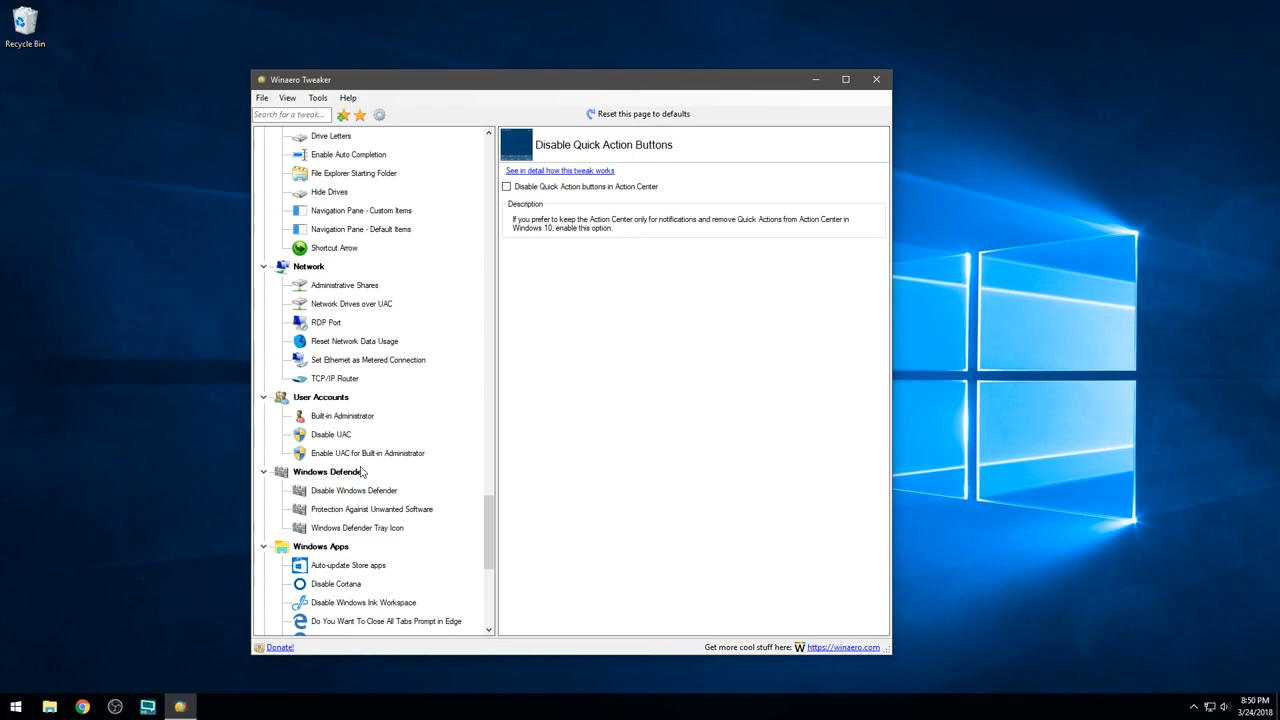 Recycle Bin
Winaero Tweaker
File View Tools Help
Search for a tweak...
Reset this page to defaults
Drive Letters
Enable Auto Completion
File Explorer Starting Folder
Hide Drives
Navigation Pane - Custom Items
Navigation Pane - Default Items
Shortcut Arrow
Network
Administrative Shares
Network Drives over UAC
RDP Port
Reset Network Data Usage
Set Ethernet as Metered Connection
TCP/IP Router
User Accounts
Built-in Administrator
Disable UAC
Enable UAC for Built-in Administrator
Windows Defender
Disable Windows Defender
Protection Against Unwanted Software
Windows Defender Tray Icon
Windows Apps
Auto-update Store apps
Disable Cortana
Disable Windows Ink Workspace
Do You Want To Close All Tabs Prompt in Edge
Disable Quick Action Buttons
See in detail how this tweak works
Disable Quick Action buttons in Action Center
Description
If you prefer to keep the Action Center only for notifications and remove Quick Actions from Action Center in
Windows 10, enable this option.
Donate!
Get more cool stuff here: W https://winaero.com
8:50 PM
3/24/2018